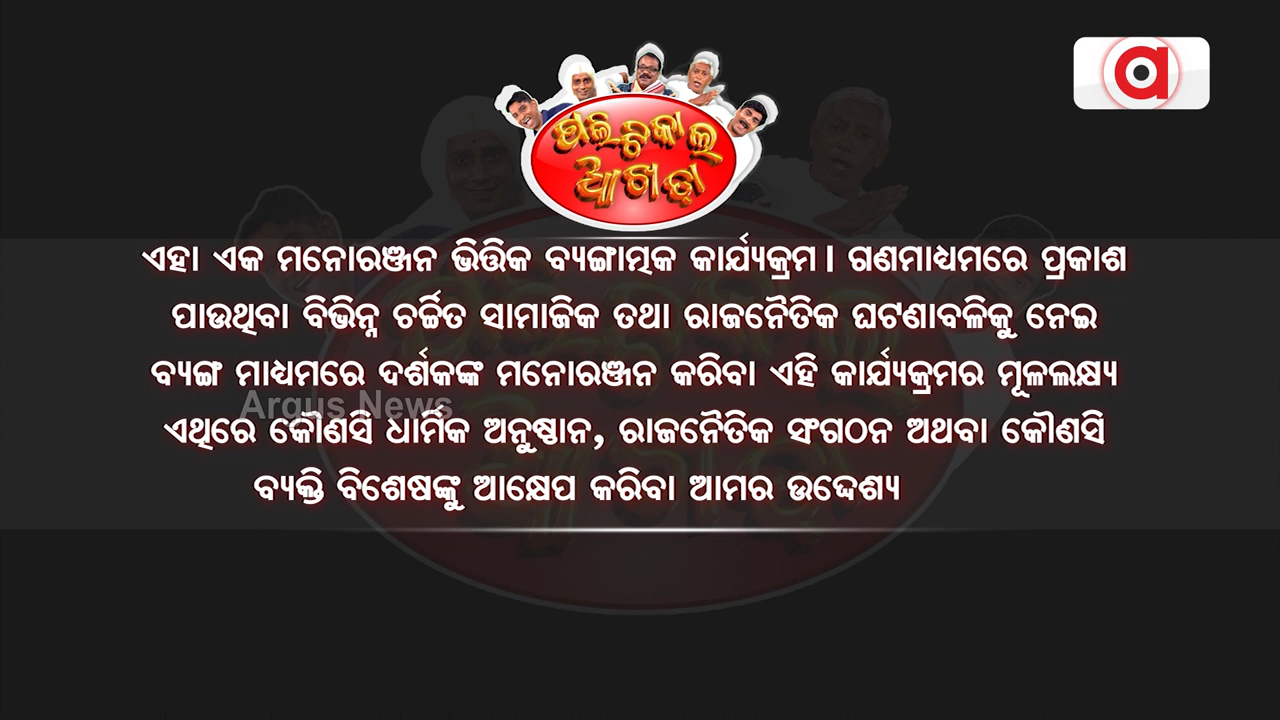 ପଲିଟିକାଲ
ଆଖଡ଼ା
ଏହା ଏକ ମନୋରଞ୍ଜନ ଭିତ୍ତିକ ବ୍ୟଙ୍ଗାତ୍ମକ କାର୍ଯ୍ୟକ୍ରମ। ଗଣମାଧ୍ୟମରେ ପ୍ରକାଶ
ପାଉଥିବା ବିଭିନ୍ନ ଚର୍ଚ୍ଚିତ ସାମାଜିକ ତଥା ରାଜନୈତିକ ଘଟଣାବଳିକୁ ନେଇ
ବ୍ୟଙ୍ଗ ମାଧ୍ୟମରେ ଦର୍ଶକଙ୍କ ମନୋରଞ୍ଜନ କରିବା ଏହି କାର୍ଯ୍ୟକ୍ରମର ମୂଳଲକ୍ଷ୍ୟ
Argus News
ଏଥିରେ କୌଣସି ଧାର୍ମିକ ଅନୁଷ୍ଠାନ, ରାଜନୈତିକ ସଂଗଠନ ଅଥବା କୌଣସି
ବ୍ୟକ୍ତି ବିଶେଷଙ୍କୁ ଆକ୍ଷେପ କରିବା ଆମର ଉଦ୍ଦେଶ୍ୟ